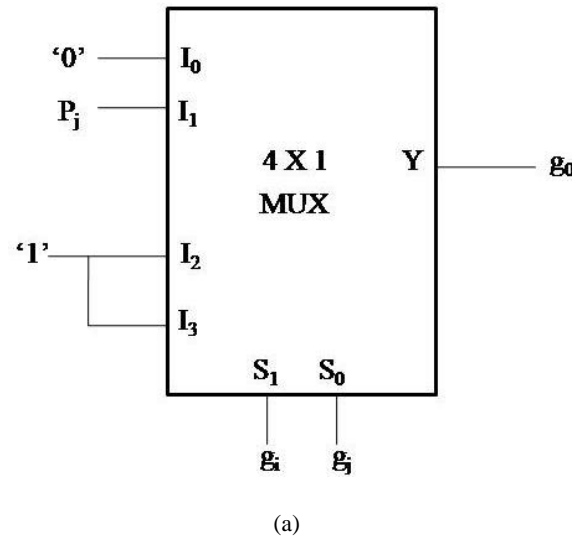 ‘0’ I₀
Pⱼ I₁
4 X 1 Y g₀
MUX
‘1’ I₂
I₃
S₁ S₀
gᵢ gⱼ
(a)